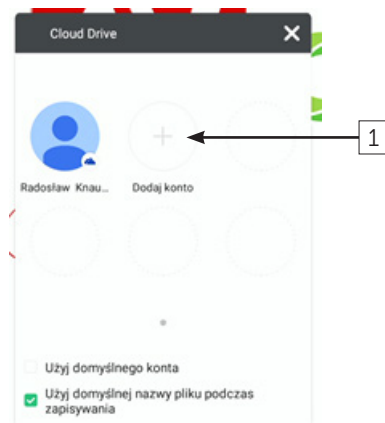 Cloud Drive
1
Radosław Knau...
Dodaj konto
Użyj domyślnego konta
Użyj domyślnej nazwy pliku podczas
zapisywania